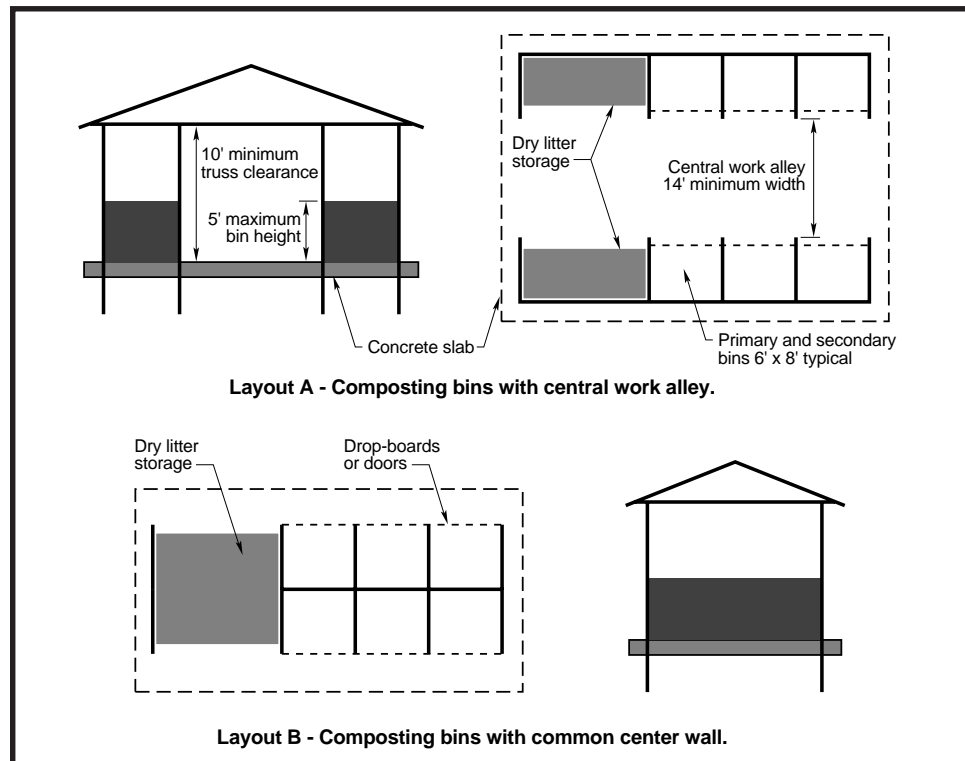 10' minimum
truss clearance
5' maximum
bin height
Dry litter
storage
Central work alley
14' minimum width
Concrete slab
Primary and secondary
bins 6' x 8' typical
Layout A - Composting bins with central work alley.
Dry litter
storage
Drop-boards
or doors
Layout B - Composting bins with common center wall.